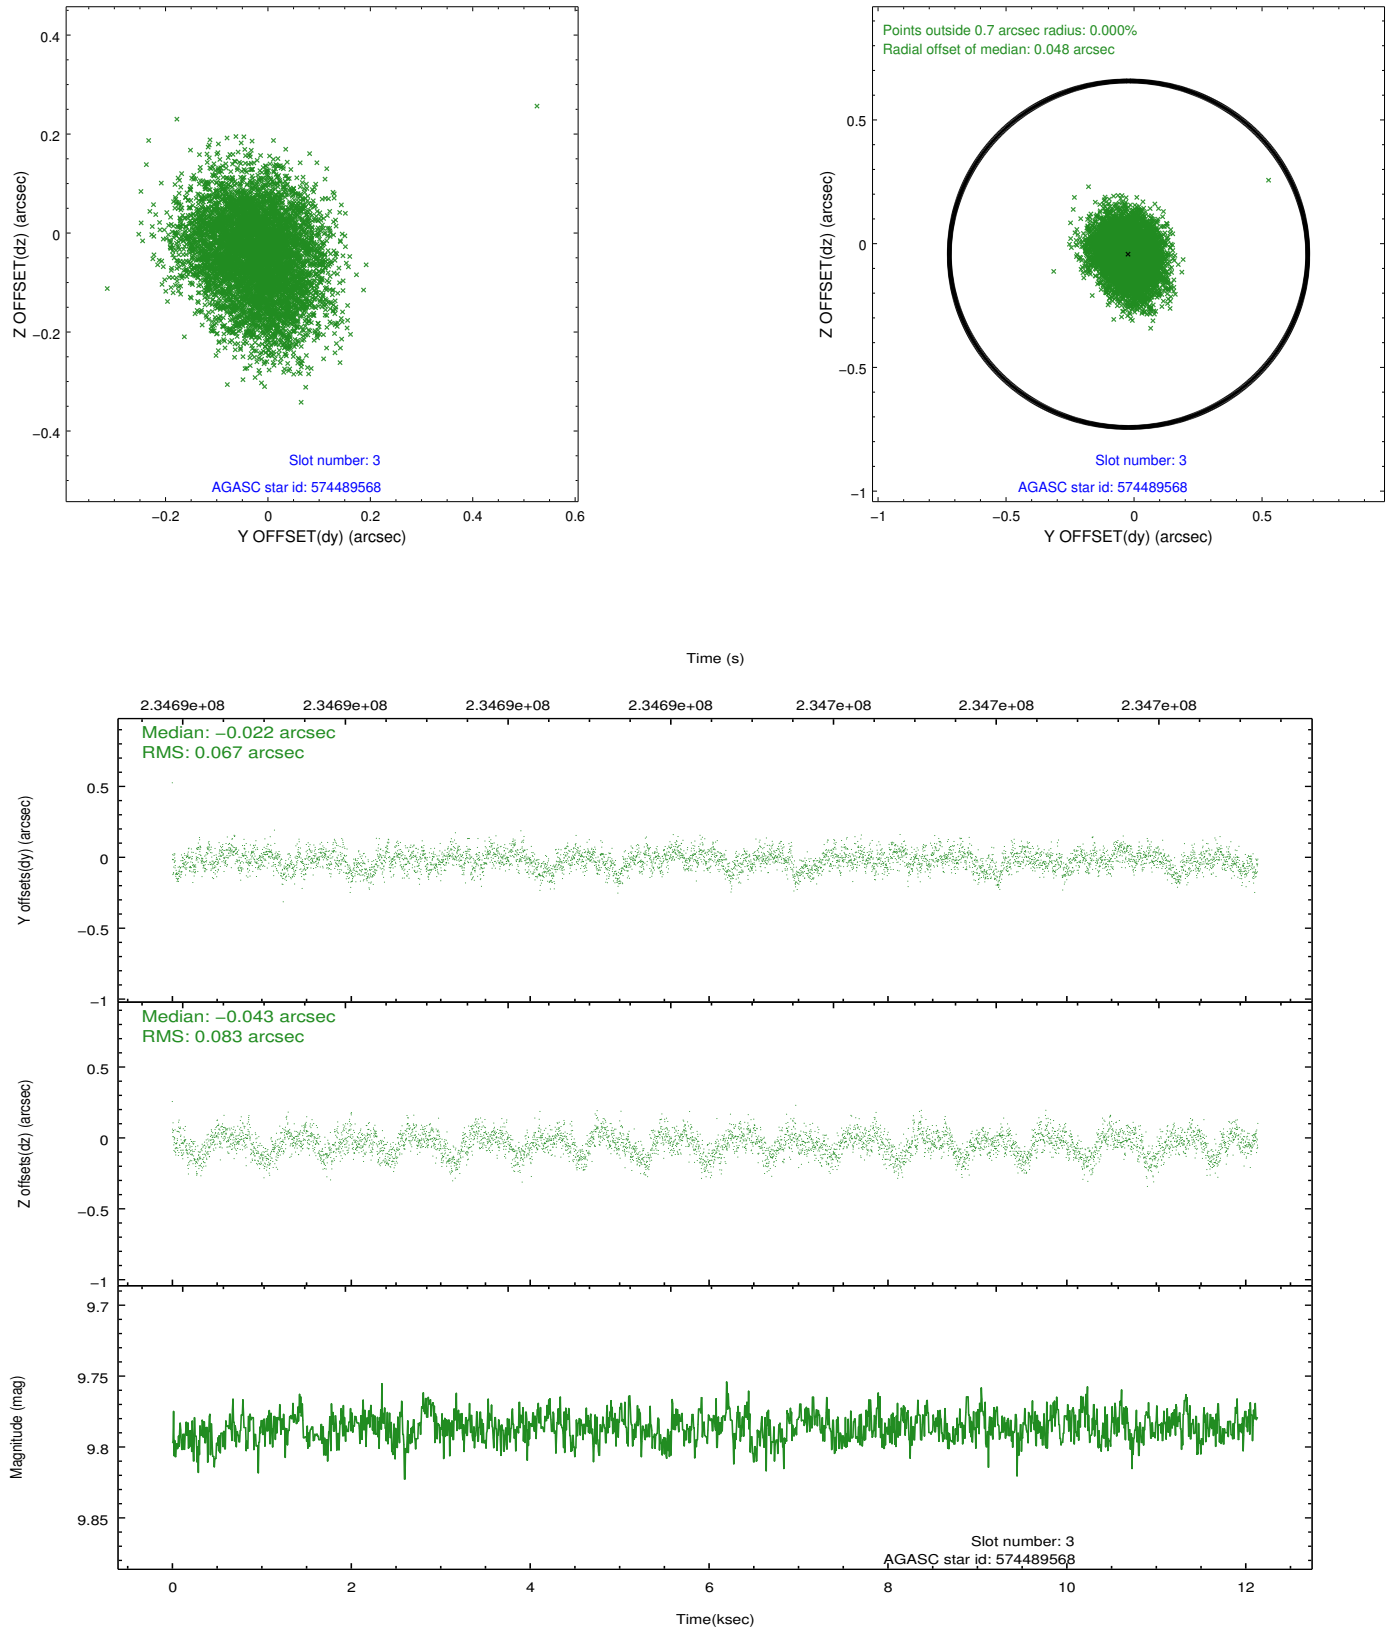 0.4
0.2
0
−0.2
−0.4
Z OFFSET(dz) (arcsec)
−0.2
0
0.2
0.4
0.6
Y OFFSET(dy) (arcsec)
Slot number: 3
AGASC star id: 574489568
Points outside 0.7 arcsec radius: 0.000%
Radial offset of median: 0.048 arcsec
0.5
0
−0.5
−1
Z OFFSET(dz) (arcsec)
−1
−0.5
0
0.5
Y OFFSET(dy) (arcsec)
Slot number: 3
AGASC star id: 574489568
Time (s)
2.3469e+08
2.3469e+08
2.3469e+08
2.3469e+08
2.347e+08
2.347e+08
2.347e+08
Median: −0.022 arcsec
RMS: 0.067 arcsec
0.5
0
−0.5
−1
Y offsets(dy) (arcsec)
Median: −0.043 arcsec
RMS: 0.083 arcsec
0.5
0
−0.5
−1
Z offsets(dz) (arcsec)
9.7
9.75
9.8
9.85
Magnitude (mag)
Slot number: 3
AGASC star id: 574489568
0
2
4
6
8
10
12
Time(ksec)